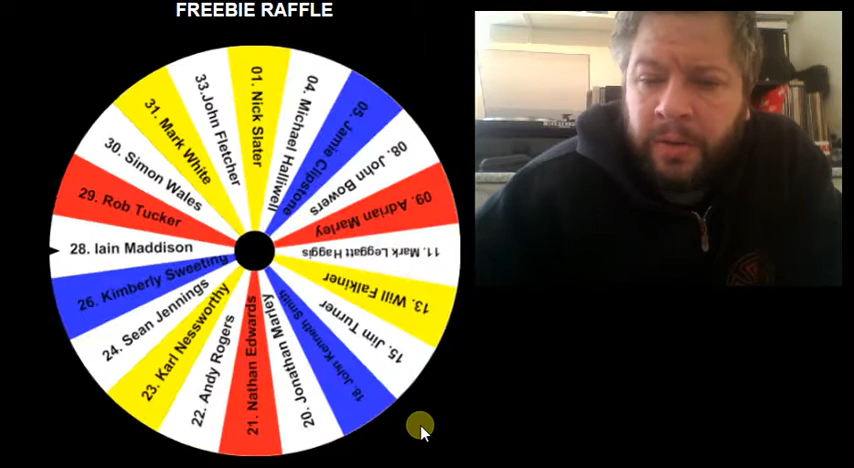 FREEBIE RAFFLE
01. Nick Slater
04. Michael Halliwell
05. Jamie Clipstone
08. John Bowers
09. Adrian Marley
11. Mark Leggatt Haggis
13. Will Falkiner
15. Jim Turner
18. John Kenneth Smith
20. Jonathan Marley
21. Nathan Edwards
22. Andy Rogers
23. Karl Nessworthy
24. Sean Jennings
26. Kimberly Sweeting
28. Iain Maddison
29. Rob Tucker
30. Simon Wales
31. Mark White
33. John Fletcher